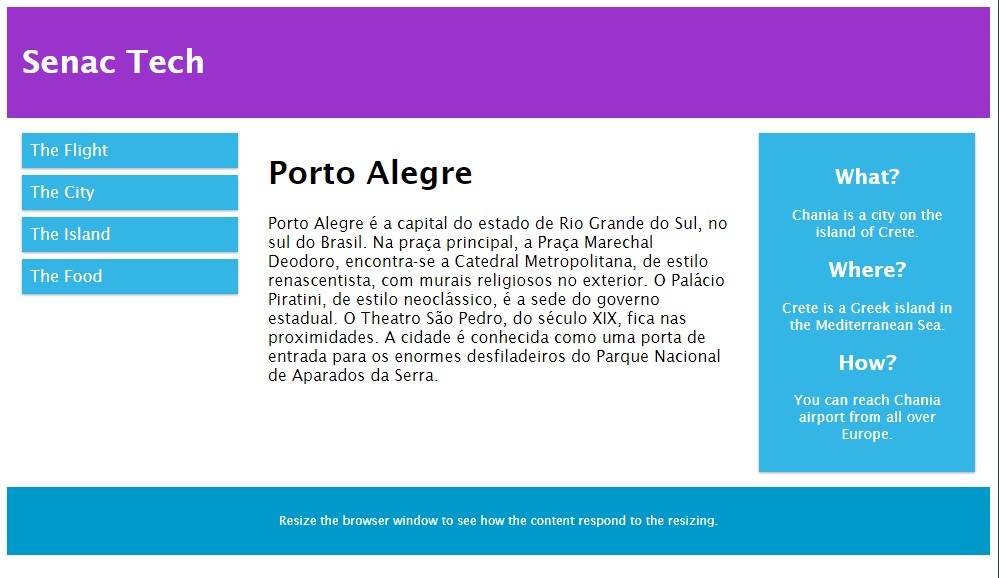 Senac Tech
The Flight
The City
The Island
The Food
Porto Alegre
Porto Alegre é a capital do estado de Rio Grande do Sul, no
sul do Brasil. Na praça principal, a Praça Marechal
Deodoro, encontra-se a Catedral Metropolitana, de estilo
renascentista, com murais religiosos no exterior. O Palácio
Piratini, de estilo neoclássico, é a sede do governo
estadual. O Theatro São Pedro, do século XIX, fica nas
proximidades. A cidade é conhecida como uma porta de
entrada para os enormes desfiladeiros do Parque Nacional
de Aparados da Serra.
What?
Chania is a city on the
island of Crete.
Where?
Crete is a Greek island in
the Mediterranean Sea.
How?
You can reach Chania
airport from all over
Europe.
Resize the browser window to see how the content respond to the resizing.